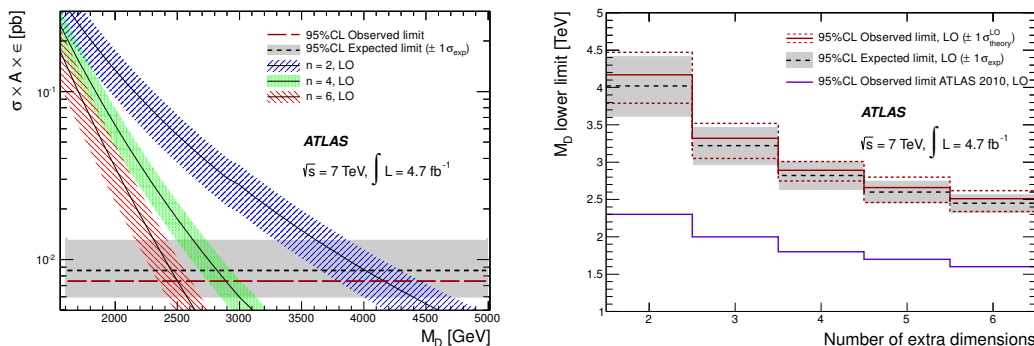 σ × A × ε [pb]
10⁻¹
10⁻²
95%CL Observed limit
95%CL Expected limit (± 1σexp)
n = 2, LO
n = 4, LO
n = 6, LO
ATLAS
√s = 7 TeV, ∫ L = 4.7 fb⁻¹
2000 2500 3000 3500 4000 4500 5000
M_D [GeV]
M_D lower limit [TeV]
5
4.5
4
3.5
3
2.5
2
1.5
1
95%CL Observed limit, LO (± 1σ^LO_theory)
95%CL Expected limit, LO (± 1σexp)
95%CL Observed limit ATLAS 2010, LO
ATLAS
√s = 7 TeV, ∫ L = 4.7 fb⁻¹
2 3 4 5 6
Number of extra dimensions